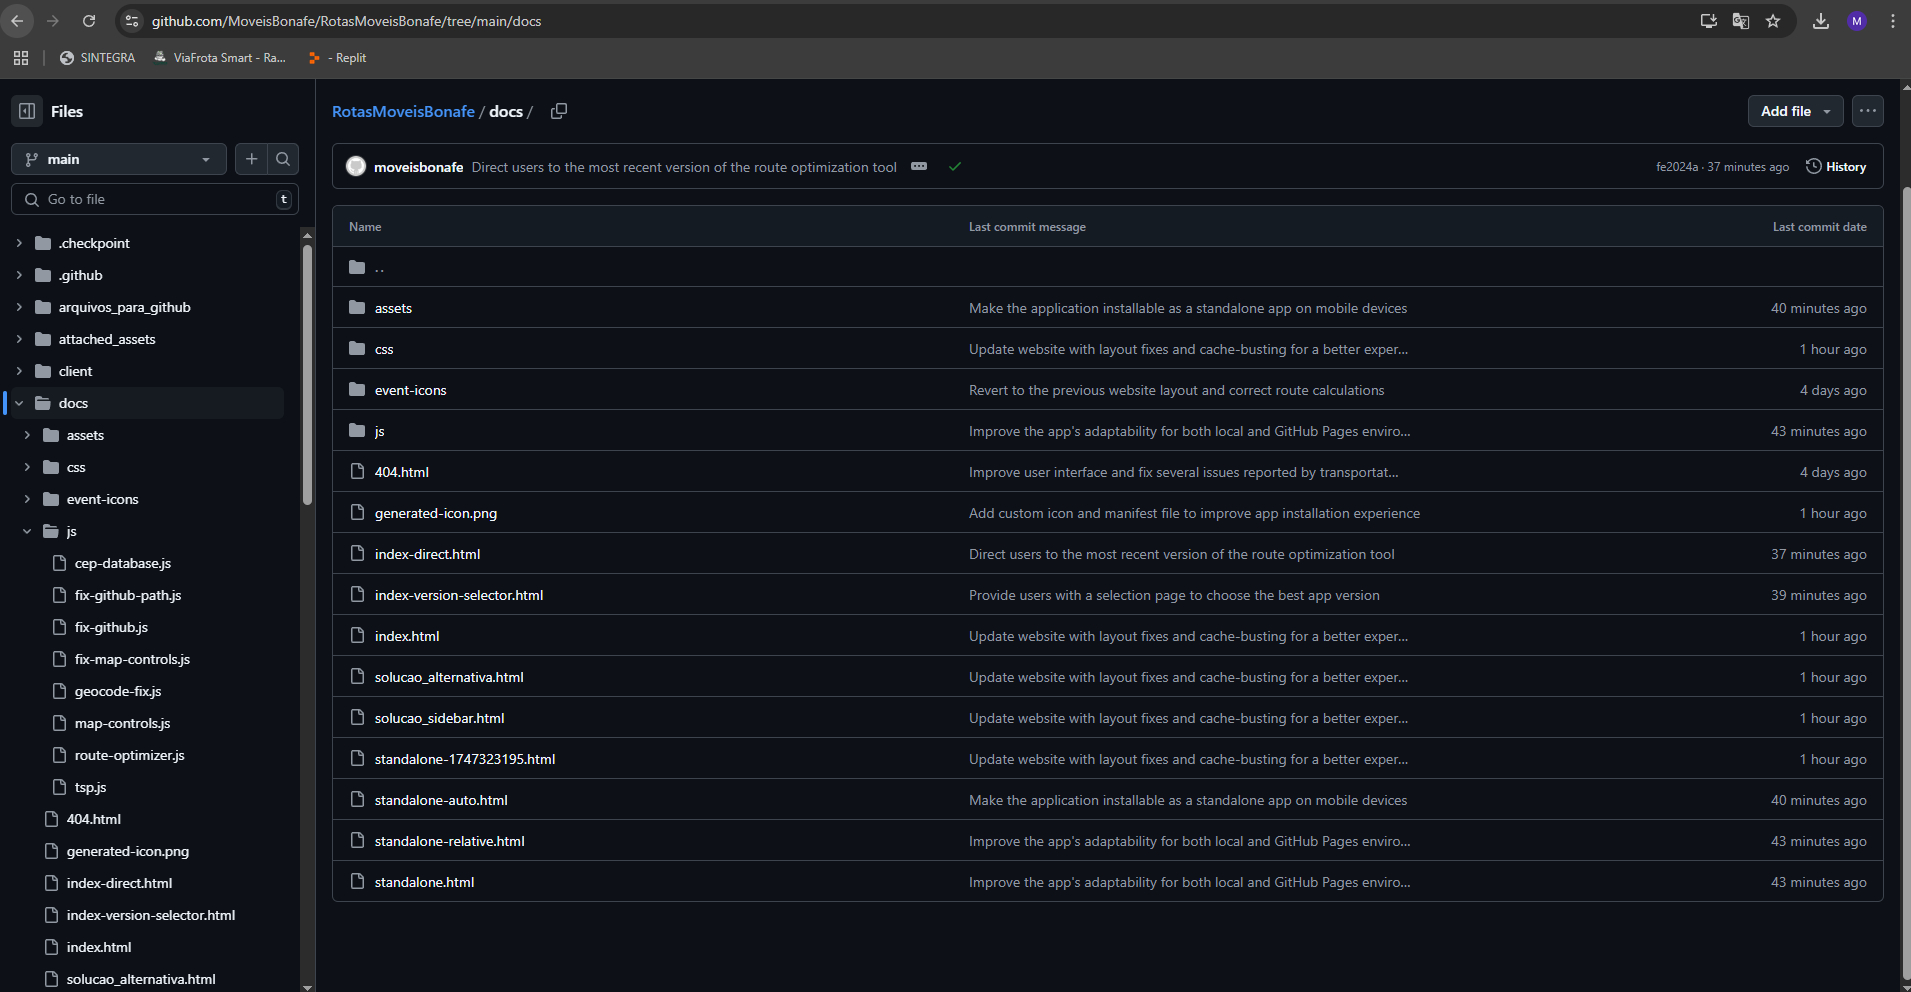 github.com/MoveisBonafe/RotasMoveisBonafe/tree/main/docs
M
SINTEGRA
ViaFrota Smart - Ra...
- Replit
Files
main
Go to file
t
.checkpoint
.github
arquivos_para_github
attached_assets
client
docs
assets
css
event-icons
js
cep-database.js
fix-github-path.js
fix-github.js
fix-map-controls.js
geocode-fix.js
map-controls.js
route-optimizer.js
tsp.js
404.html
generated-icon.png
index-direct.html
index-version-selector.html
index.html
solucao_alternativa.html
RotasMoveisBonafe / docs /
Add file
moveisbonafe Direct users to the most recent version of the route optimization tool
fe2024a · 37 minutes ago
History
Name Last commit message Last commit date
..
assets Make the application installable as a standalone app on mobile devices 40 minutes ago
css Update website with layout fixes and cache-busting for a better exper... 1 hour ago
event-icons Revert to the previous website layout and correct route calculations 4 days ago
js Improve the app's adaptability for both local and GitHub Pages enviro... 43 minutes ago
404.html Improve user interface and fix several issues reported by transportat... 4 days ago
generated-icon.png Add custom icon and manifest file to improve app installation experience 1 hour ago
index-direct.html Direct users to the most recent version of the route optimization tool 37 minutes ago
index-version-selector.html Provide users with a selection page to choose the best app version 39 minutes ago
index.html Update website with layout fixes and cache-busting for a better exper... 1 hour ago
solucao_alternativa.html Update website with layout fixes and cache-busting for a better exper... 1 hour ago
solucao_sidebar.html Update website with layout fixes and cache-busting for a better exper... 1 hour ago
standalone-1747323195.html Update website with layout fixes and cache-busting for a better exper... 1 hour ago
standalone-auto.html Make the application installable as a standalone app on mobile devices 40 minutes ago
standalone-relative.html Improve the app's adaptability for both local and GitHub Pages enviro... 43 minutes ago
standalone.html Improve the app's adaptability for both local and GitHub Pages enviro... 43 minutes ago